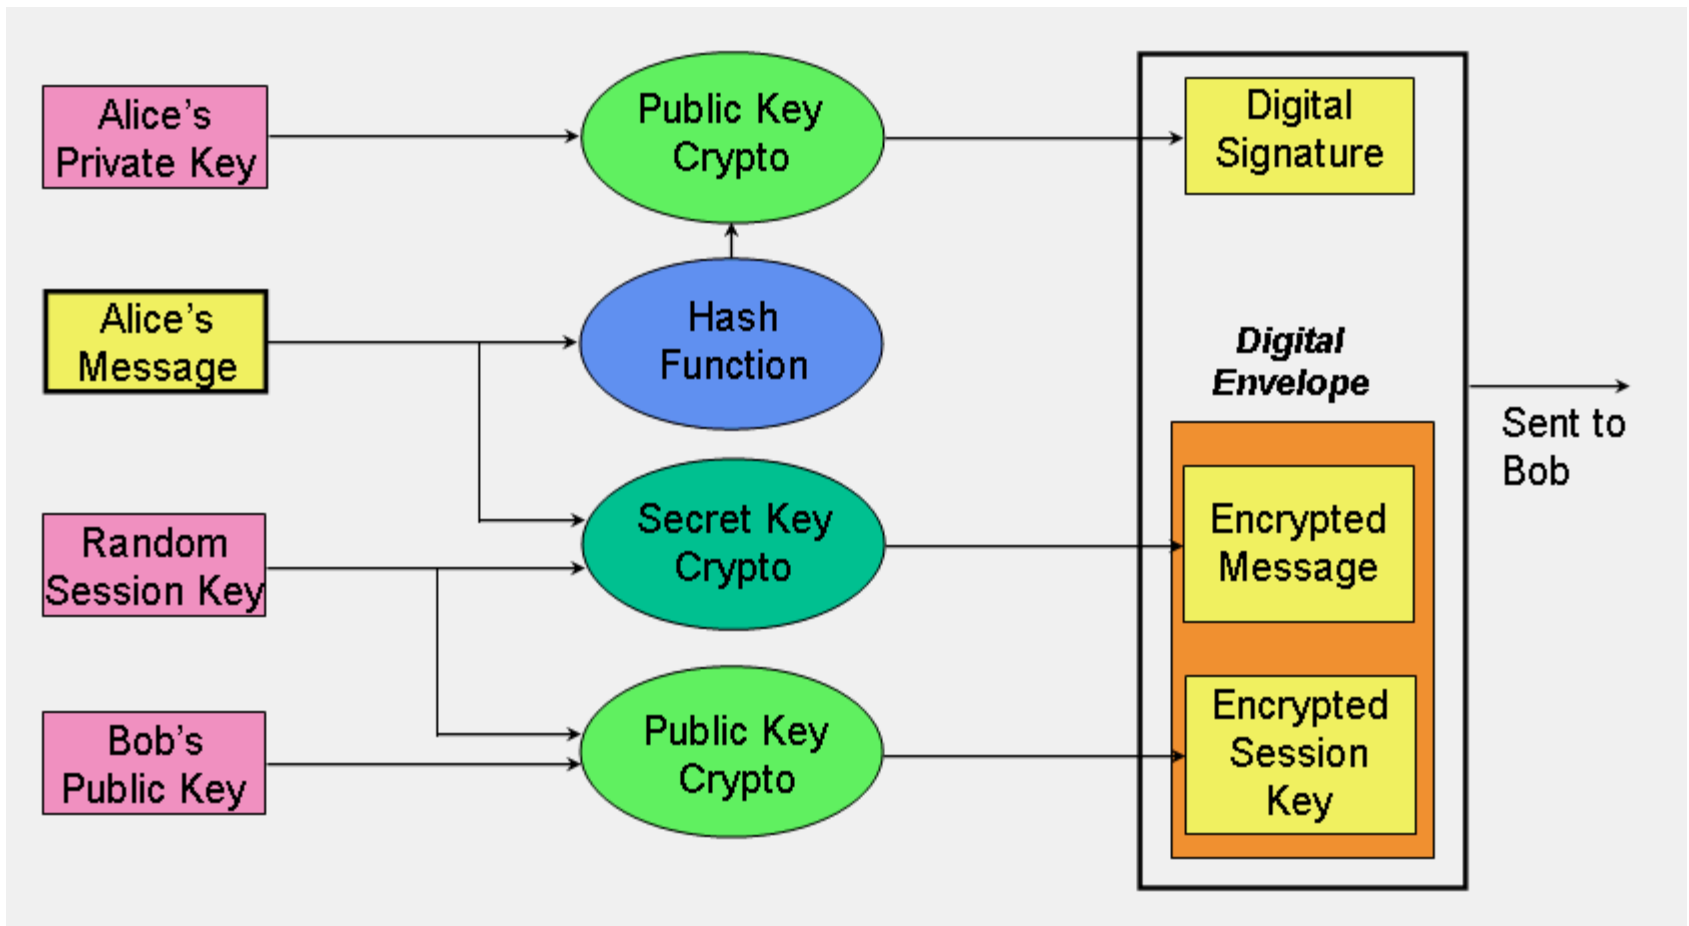 Alice’s
Private Key
Public Key
Crypto
Digital
Signature
Alice’s
Message
Hash
Function
Digital
Envelope
Sent to
Bob
Random
Session Key
Secret Key
Crypto
Encrypted
Message
Bob’s
Public Key
Public Key
Crypto
Encrypted
Session
Key